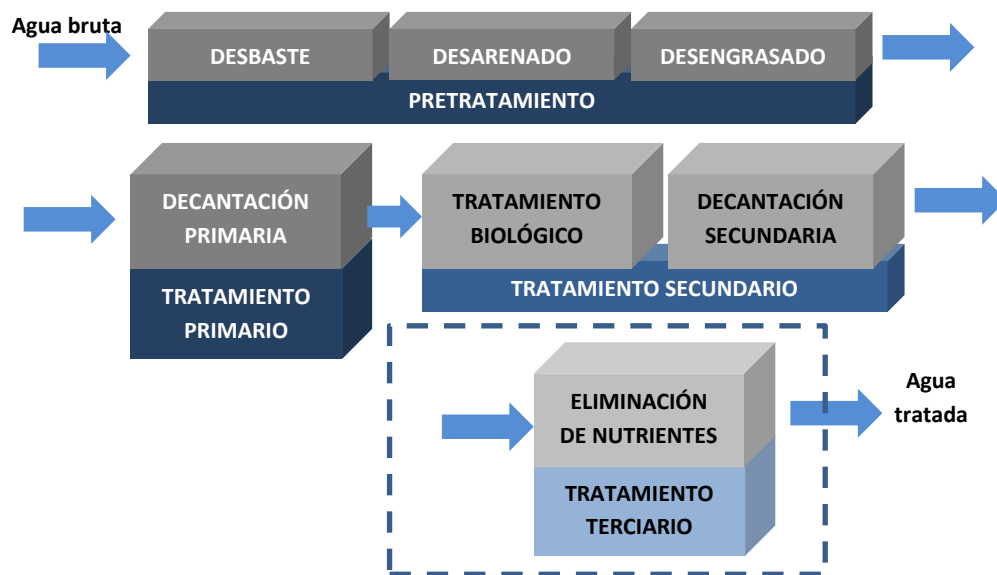 Agua bruta
DESBASTE
DESARENADO
DESENGRASADO
PRETRATAMIENTO
DECANTACIÓN
PRIMARIA
TRATAMIENTO
PRIMARIO
TRATAMIENTO
BIOLÓGICO
DECANTACIÓN
SECUNDARIA
TRATAMIENTO SECUNDARIO
ELIMINACIÓN
DE NUTRIENTES
TRATAMIENTO
TERCIARIO
Agua
tratada